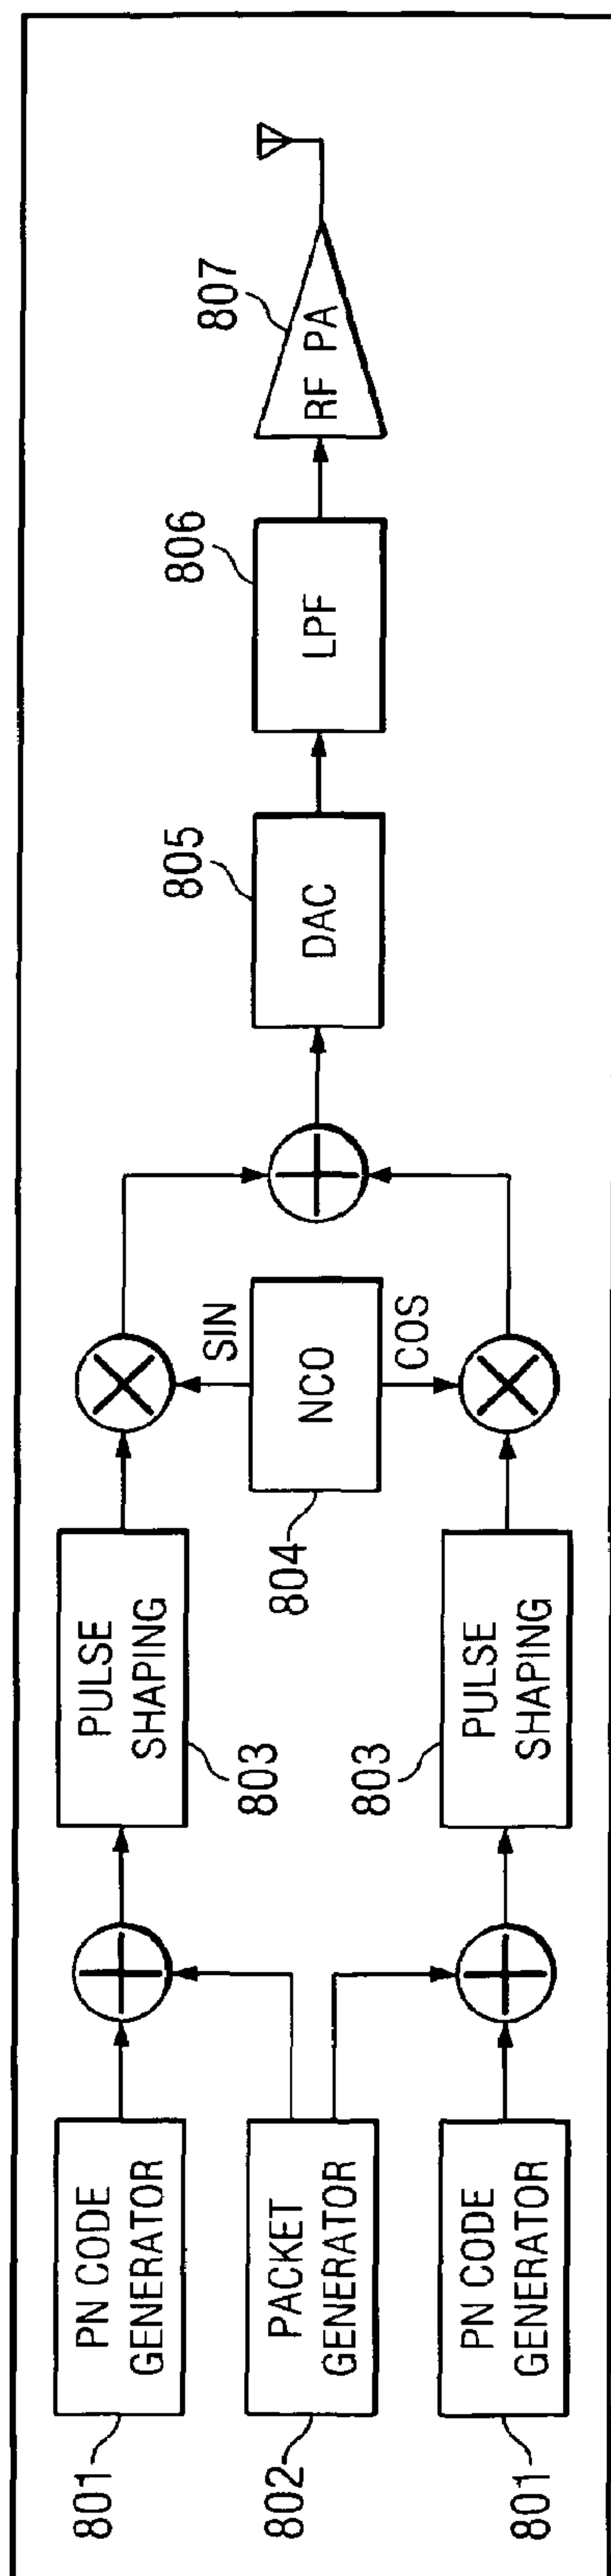 801
PN CODE
GENERATOR
802
PACKET
GENERATOR
801
PN CODE
GENERATOR
PULSE
SHAPING
803
PULSE
SHAPING
803
SIN
NCO
COS
804
DAC
805
LPF
806
RF PA
807